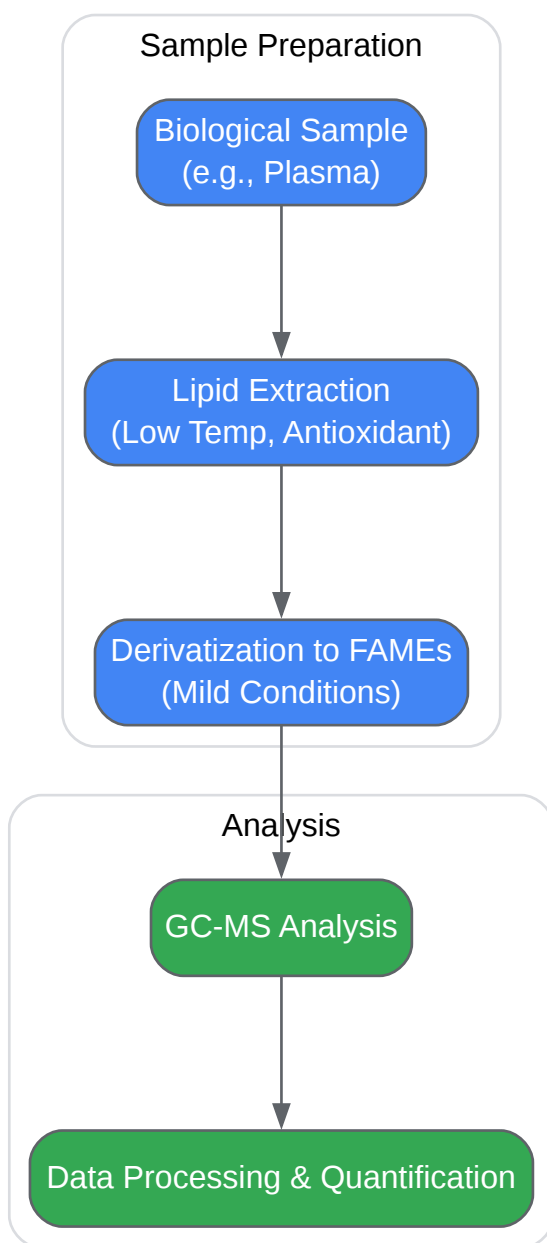 Sample Preparation
Biological Sample
(e.g., Plasma)
Lipid Extraction
(Low Temp, Antioxidant)
Derivatization to FAMEs
(Mild Conditions)
Analysis
GC-MS Analysis
Data Processing & Quantification